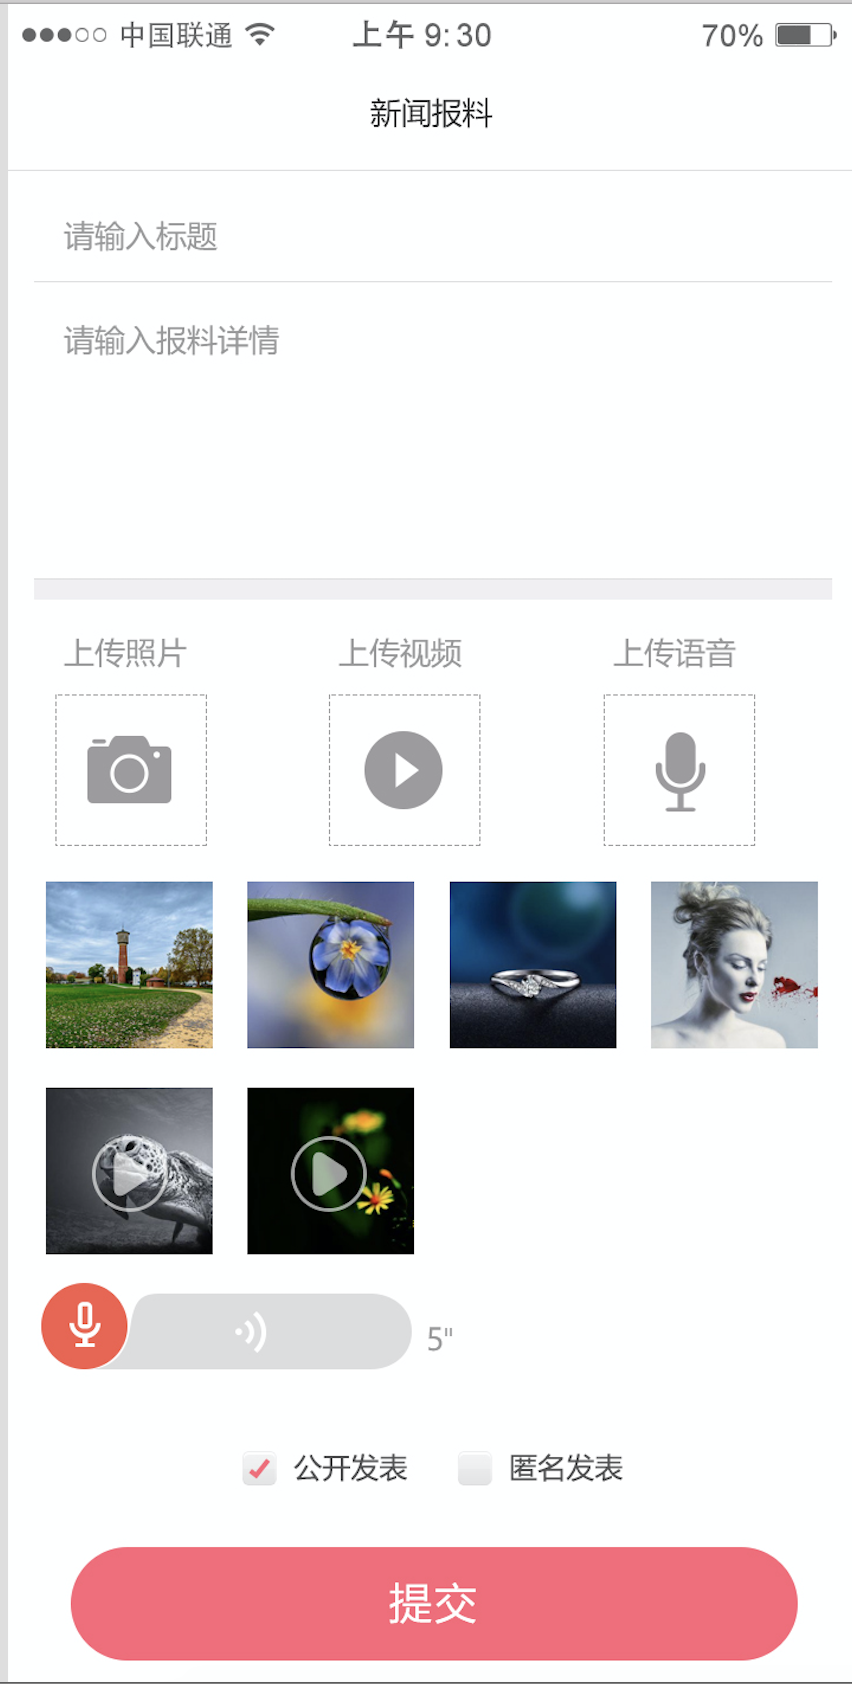 中国联通 上午 9:30 70%
新闻报料
请输入标题
请输入报料详情
上传照片 上传视频 上传语音
5"
公开发表 匿名发表
提交